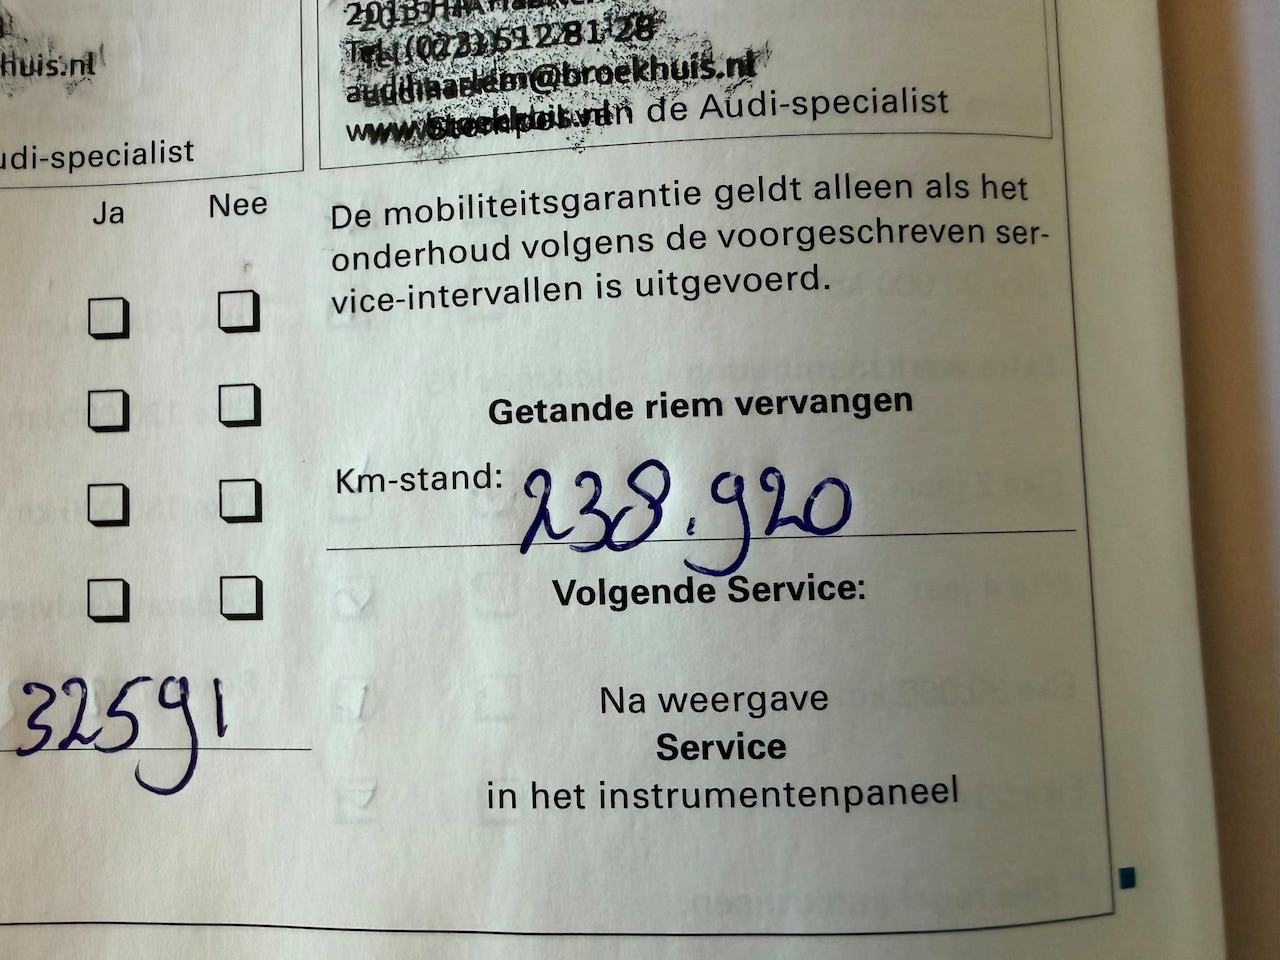 huis.nl
udi-specialist
Ja Nee
32591
audihaarlem@broekhuis.nl
Stempel van de Audi-specialist
De mobiliteitsgarantie geldt alleen als het
onderhoud volgens de voorgeschreven ser-
vice-intervallen is uitgevoerd.
Getande riem vervangen
Km-stand: 238.920
Volgende Service:
Na weergave
Service
in het instrumentenpaneel